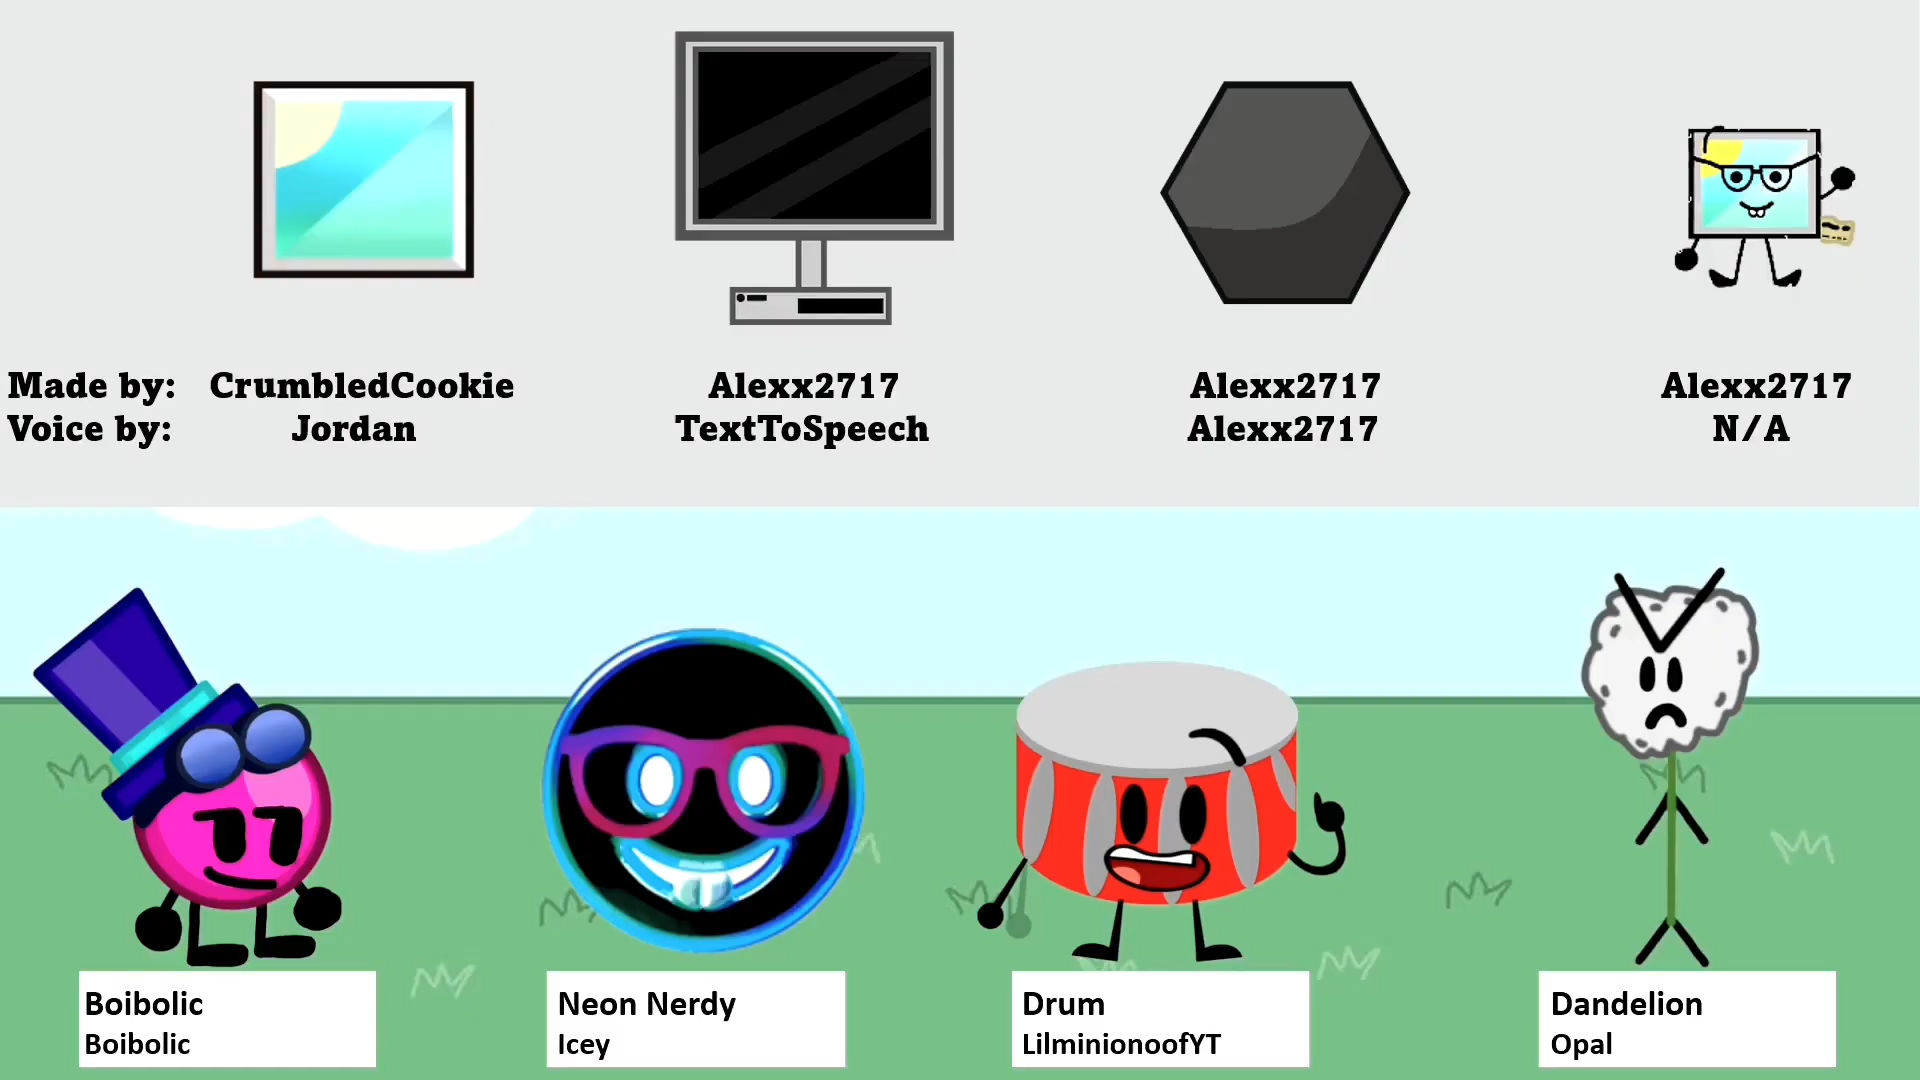 Made by: CrumbledCookie Alexx2717 Alexx2717 Alexx2717
Voice by: Jordan TextToSpeech Alexx2717 N/A
Boibolic
Boibolic
Neon Nerdy
Icey
Drum
LilminionoofYT
Dandelion
Opal